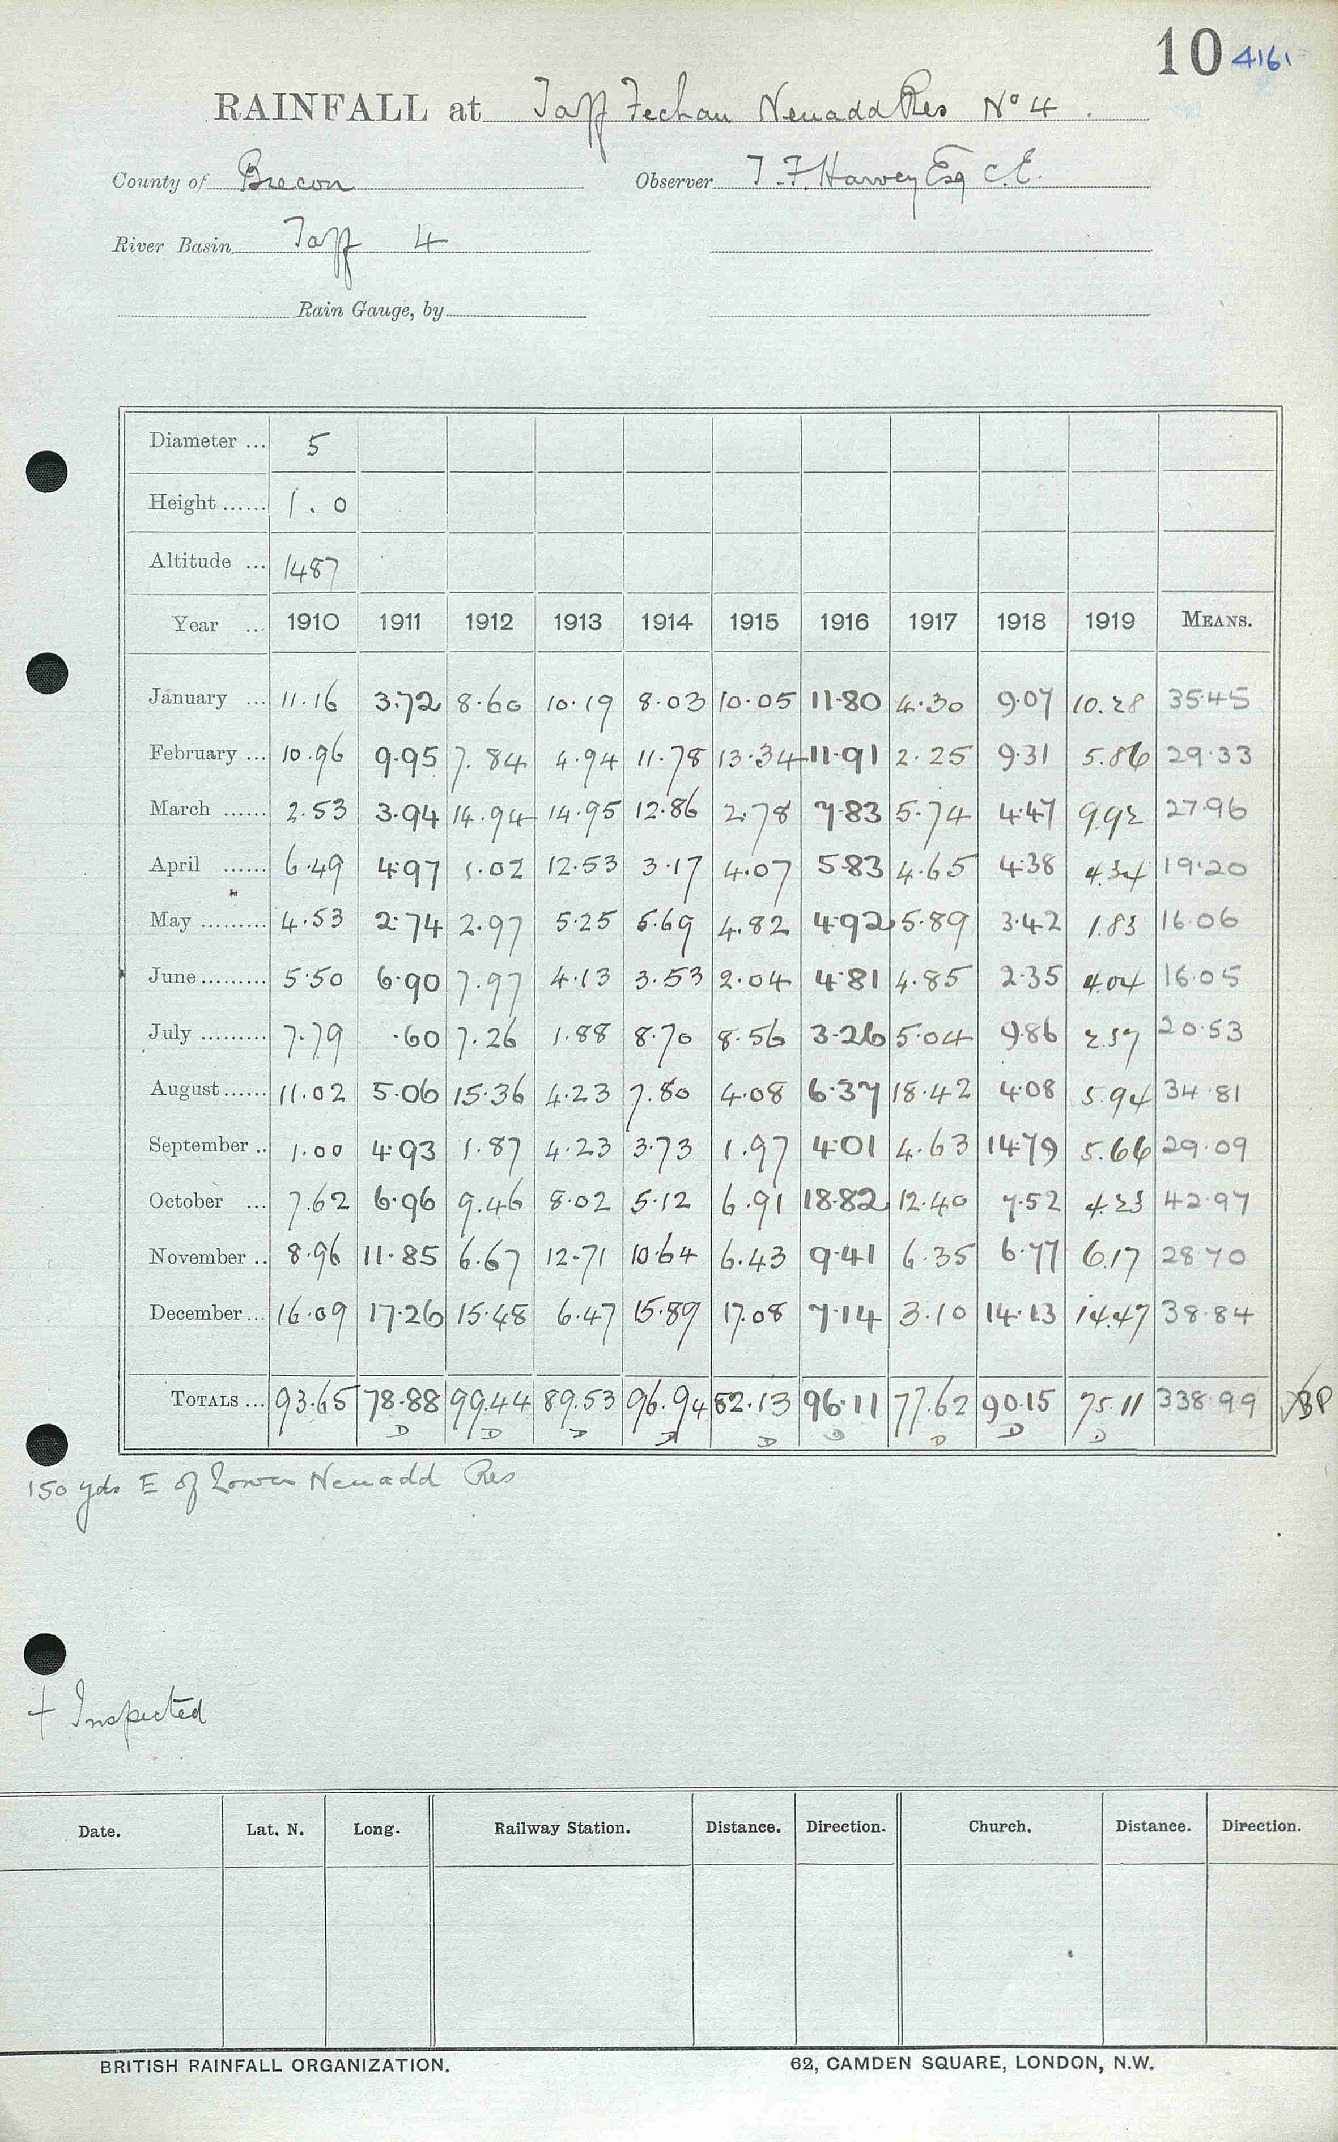 10 4161
RAINFALL at Taff Fechan Neuadd Res No 4.
County of Brecon Observer T. F. Harvey Esq C.E.
River Basin Taff 4
Rain Gauge, by
Diameter ... 5
Height ...... 1.0
Altitude ... 1487
Year ... 1910 1911 1912 1913 1914 1915 1916 1917 1918 1919 MEANS.
January ... 11.16 3.72 8.60 10.19 8.03 10.05 11.80 4.30 9.07 10.28 35.45
February ... 10.96 9.95 7.84 4.94 11.78 13.34 11.91 2.25 9.31 5.86 29.33
March ...... 2.53 3.94 14.94 14.95 12.86 2.78 7.83 5.74 4.47 9.92 27.96
April ...... 6.49 4.97 1.02 12.53 3.17 4.07 5.83 4.65 4.38 4.34 19.20
May ......... 4.53 2.74 2.97 5.25 5.69 4.82 4.92 5.89 3.42 1.83 16.06
June ......... 5.50 6.90 7.97 4.13 3.53 2.04 4.81 4.85 2.35 4.04 16.05
July ......... 7.79 .60 7.26 1.88 8.70 8.56 3.26 5.04 9.86 2.37 20.53
August ...... 11.02 5.06 15.36 4.23 7.80 4.08 6.37 18.42 4.08 5.94 34.81
September .. 1.00 4.93 1.87 4.23 3.73 1.97 4.01 4.63 14.79 5.66 29.09
October ... 7.62 6.96 9.46 8.02 5.12 6.91 18.82 12.40 7.52 4.23 42.97
November .. 8.96 11.85 6.67 12.71 10.64 6.43 9.41 6.35 6.77 6.17 28.70
December ... 16.09 17.26 15.48 6.47 15.89 17.08 7.14 3.10 14.13 14.47 38.84
TOTALS ... 93.65 78.88 99.44 89.53 96.94 82.13 96.11 77.62 90.15 75.11 338.99 BP
D D D D D D D D D
150 yds E of Lower Neuadd Res
+ Inspected
Date. Lat. N. Long. Railway Station. Distance. Direction. Church. Distance. Direction.
BRITISH RAINFALL ORGANIZATION. 62, CAMDEN SQUARE, LONDON, N.W.